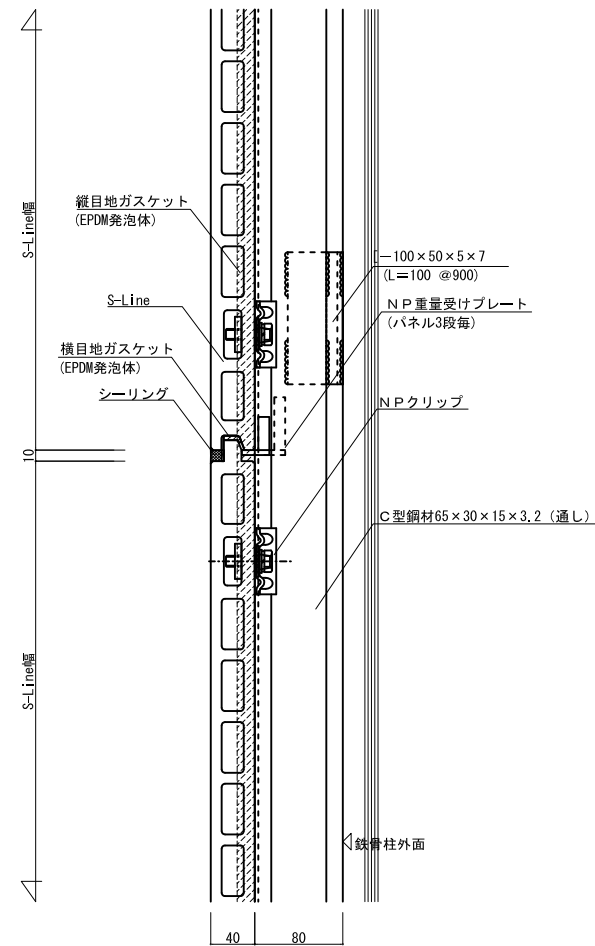 S-Line幅
縦目地ガスケット
(EPDM発泡体)
S-Line
横目地ガスケット
(EPDM発泡体)
シーリング
10
S-Line幅
[-100×50×5×7
(L=100 @900)
ＮＰ重量受けプレート
(パネル3段毎)
ＮＰクリップ
Ｃ型鋼材65×30×15×3.2（通し）
鉄骨柱外面
40
80